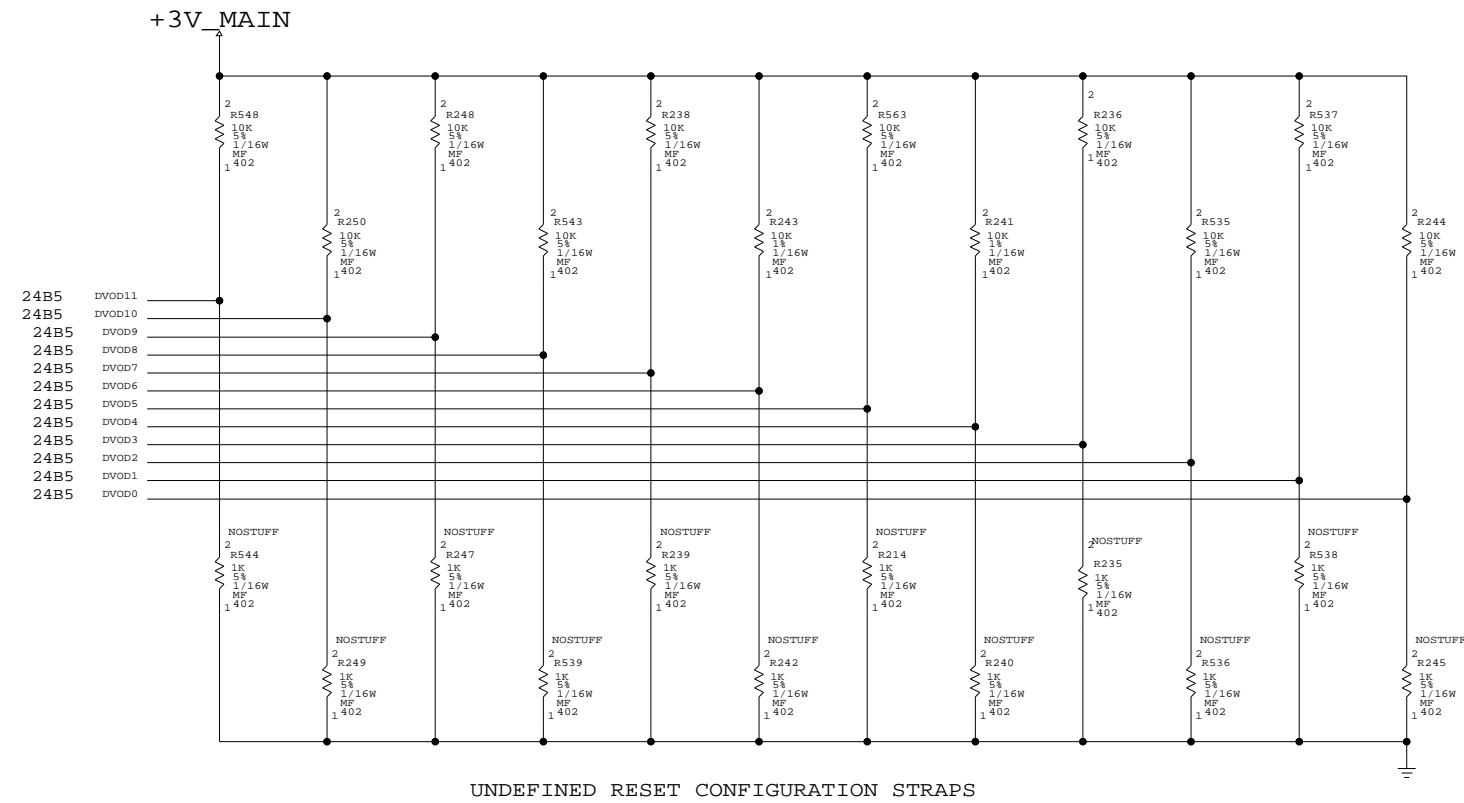 +3V_MAIN
2
R548
10K
5%
1/16W
MF
1 402
2
R248
10K
5%
1/16W
MF
1 402
2
R238
10K
5%
1/16W
MF
1 402
2
R563
10K
5%
1/16W
MF
1 402
2
R236
10K
5%
1/16W
1 MF
402
2
R537
10K
5%
1/16W
MF
1 402
2
R250
10K
5%
1/16W
MF
1 402
2
R543
10K
5%
1/16W
MF
1 402
2
R243
10K
1%
1/16W
MF
1 402
2
R241
10K
1%
1/16W
MF
1 402
2
R535
10K
5%
1/16W
MF
1 402
2
R244
10K
5%
1/16W
MF
1 402
24B5 DVOD11
24B5 DVOD10
24B5 DVOD9
24B5 DVOD8
24B5 DVOD7
24B5 DVOD6
24B5 DVOD5
24B5 DVOD4
24B5 DVOD3
24B5 DVOD2
24B5 DVOD1
24B5 DVOD0
NOSTUFF
2
R544
1K
5%
1/16W
MF
1 402
NOSTUFF
2
R247
1K
5%
1/16W
MF
1 402
NOSTUFF
2
R239
1K
5%
1/16W
MF
1 402
NOSTUFF
2
R214
1K
5%
1/16W
MF
1 402
NOSTUFF
2
R235
1K
5%
1/16W
1 MF
402
NOSTUFF
2
R538
1K
5%
1/16W
MF
1 402
NOSTUFF
2
R249
1K
5%
1/16W
MF
1 402
NOSTUFF
2
R539
1K
5%
1/16W
MF
1 402
NOSTUFF
2
R242
1K
5%
1/16W
MF
1 402
NOSTUFF
2
R240
1K
5%
1/16W
MF
1 402
NOSTUFF
2
R536
1K
5%
1/16W
MF
1 402
NOSTUFF
2
R245
1K
5%
1/16W
MF
1 402
UNDEFINED RESET CONFIGURATION STRAPS